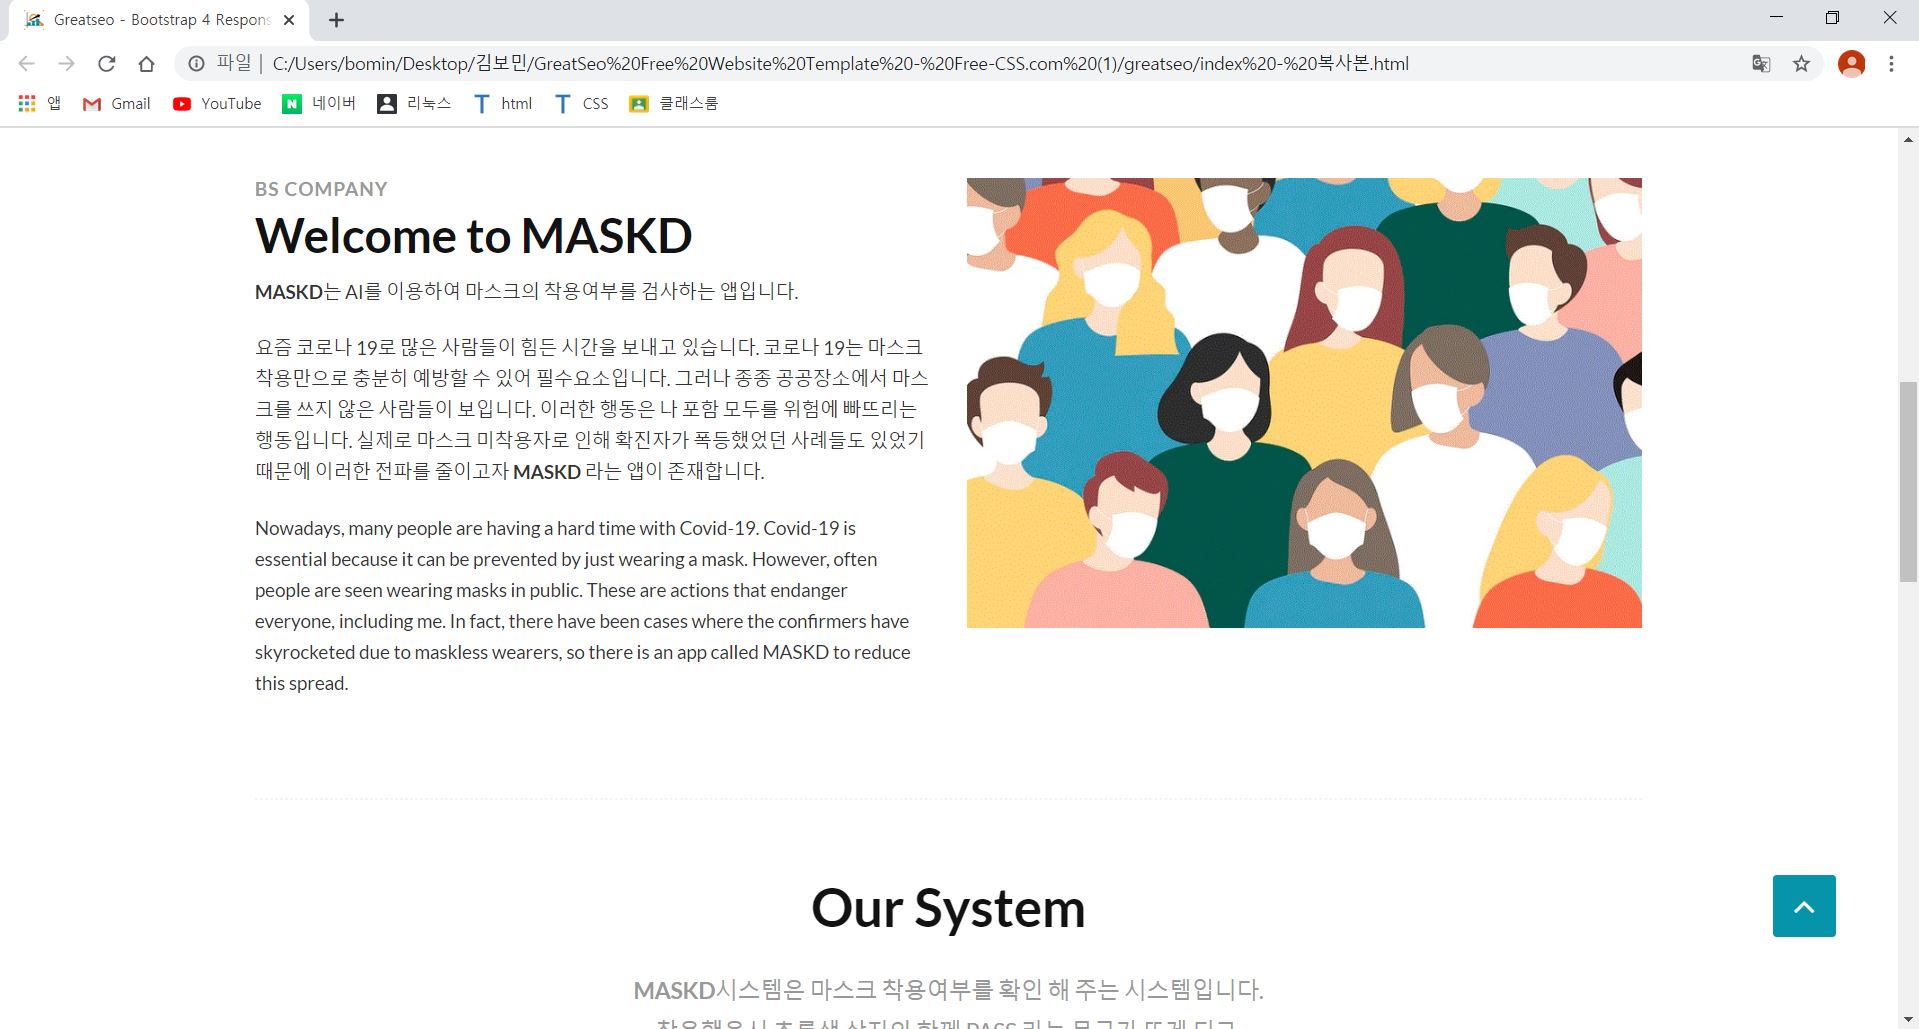 Greatseo - Bootstrap 4 Respons
파일 | C:/Users/bomin/Desktop/김보민/GreatSeo%20Free%20Website%20Template%20-%20Free-CSS.com%20(1)/greatseo/index%20-%20복사본.html
앱 Gmail YouTube 네이버 리눅스 html CSS 클래스룸
BS COMPANY
Welcome to MASKD
MASKD는 AI를 이용하여 마스크의 착용여부를 검사하는 앱입니다.
요즘 코로나 19로 많은 사람들이 힘든 시간을 보내고 있습니다. 코로나 19는 마스크
착용만으로 충분히 예방할 수 있어 필수요소입니다. 그러나 종종 공공장소에서 마스
크를 쓰지 않은 사람들이 보입니다. 이러한 행동은 나 포함 모두를 위험에 빠뜨리는
행동입니다. 실제로 마스크 미착용자로 인해 확진자가 폭등했었던 사례들도 있었기
때문에 이러한 전파를 줄이고자 MASKD 라는 앱이 존재합니다.
Nowadays, many people are having a hard time with Covid-19. Covid-19 is
essential because it can be prevented by just wearing a mask. However, often
people are seen wearing masks in public. These are actions that endanger
everyone, including me. In fact, there have been cases where the confirmers have
skyrocketed due to maskless wearers, so there is an app called MASKD to reduce
this spread.
Our System
MASKD시스템은 마스크 착용여부를 확인 해 주는 시스템입니다.